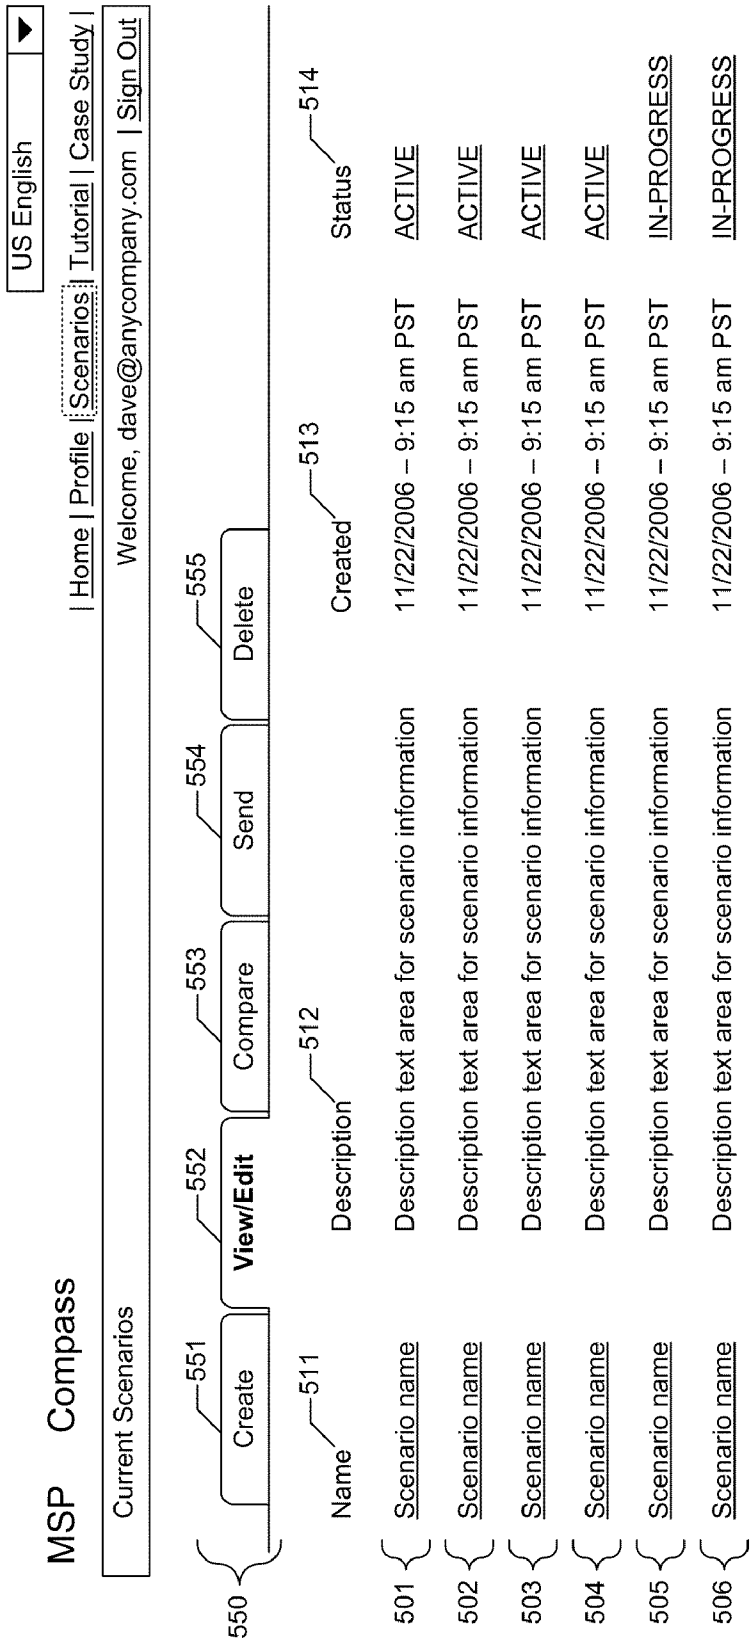 US English
MSP Compass
| Home | Profile | Scenarios | Tutorial | Case Study |
Current Scenarios Welcome, dave@anycompany.com | Sign Out
551 552 553 554 555
550 Create View/Edit Compare Send Delete
511 512 513 514
Name Description Created Status
501 Scenario name Description text area for scenario information 11/22/2006 – 9:15 am PST ACTIVE
502 Scenario name Description text area for scenario information 11/22/2006 – 9:15 am PST ACTIVE
503 Scenario name Description text area for scenario information 11/22/2006 – 9:15 am PST ACTIVE
504 Scenario name Description text area for scenario information 11/22/2006 – 9:15 am PST ACTIVE
505 Scenario name Description text area for scenario information 11/22/2006 – 9:15 am PST IN-PROGRESS
506 Scenario name Description text area for scenario information 11/22/2006 – 9:15 am PST IN-PROGRESS